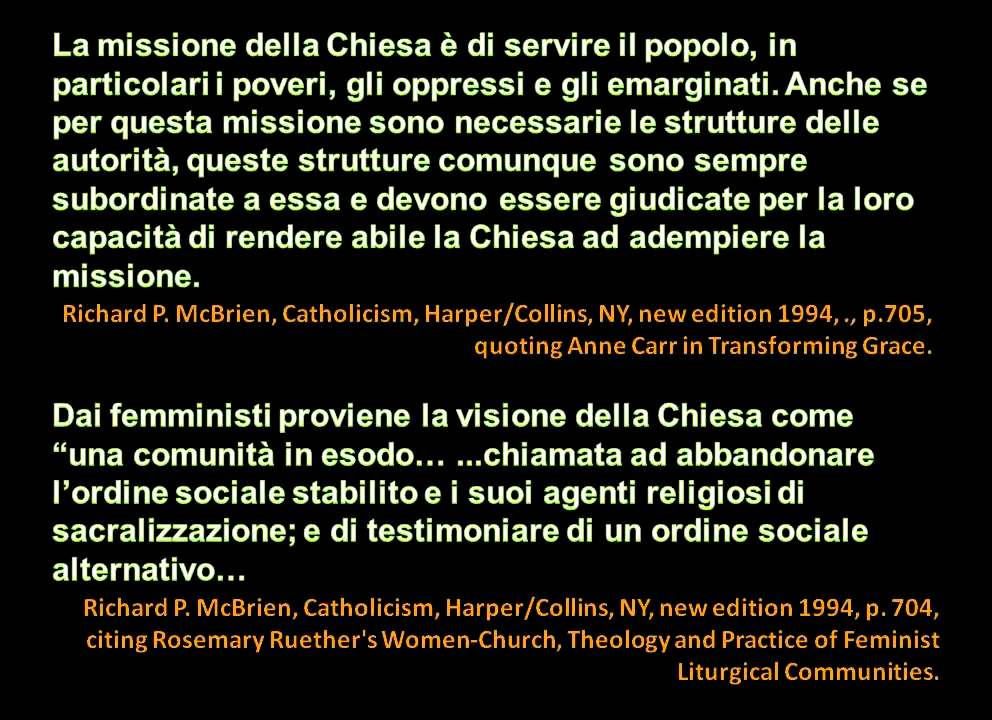 La missione della Chiesa è di servire il popolo, in
particolari i poveri, gli oppressi e gli emarginati. Anche se
per questa missione sono necessarie le strutture delle
autorità, queste strutture comunque sono sempre
subordinate a essa e devono essere giudicate per la loro
capacità di rendere abile la Chiesa ad adempiere la
missione.
Richard P. McBrien, Catholicism, Harper/Collins, NY, new edition 1994, ., p.705,
quoting Anne Carr in Transforming Grace.
Dai femministi proviene la visione della Chiesa come
“una comunità in esodo… ...chiamata ad abbandonare
l’ordine sociale stabilito e i suoi agenti religiosi di
sacralizzazione; e di testimoniare di un ordine sociale
alternativo…
Richard P. McBrien, Catholicism, Harper/Collins, NY, new edition 1994, p. 704,
citing Rosemary Ruether's Women-Church, Theology and Practice of Feminist
Liturgical Communities.